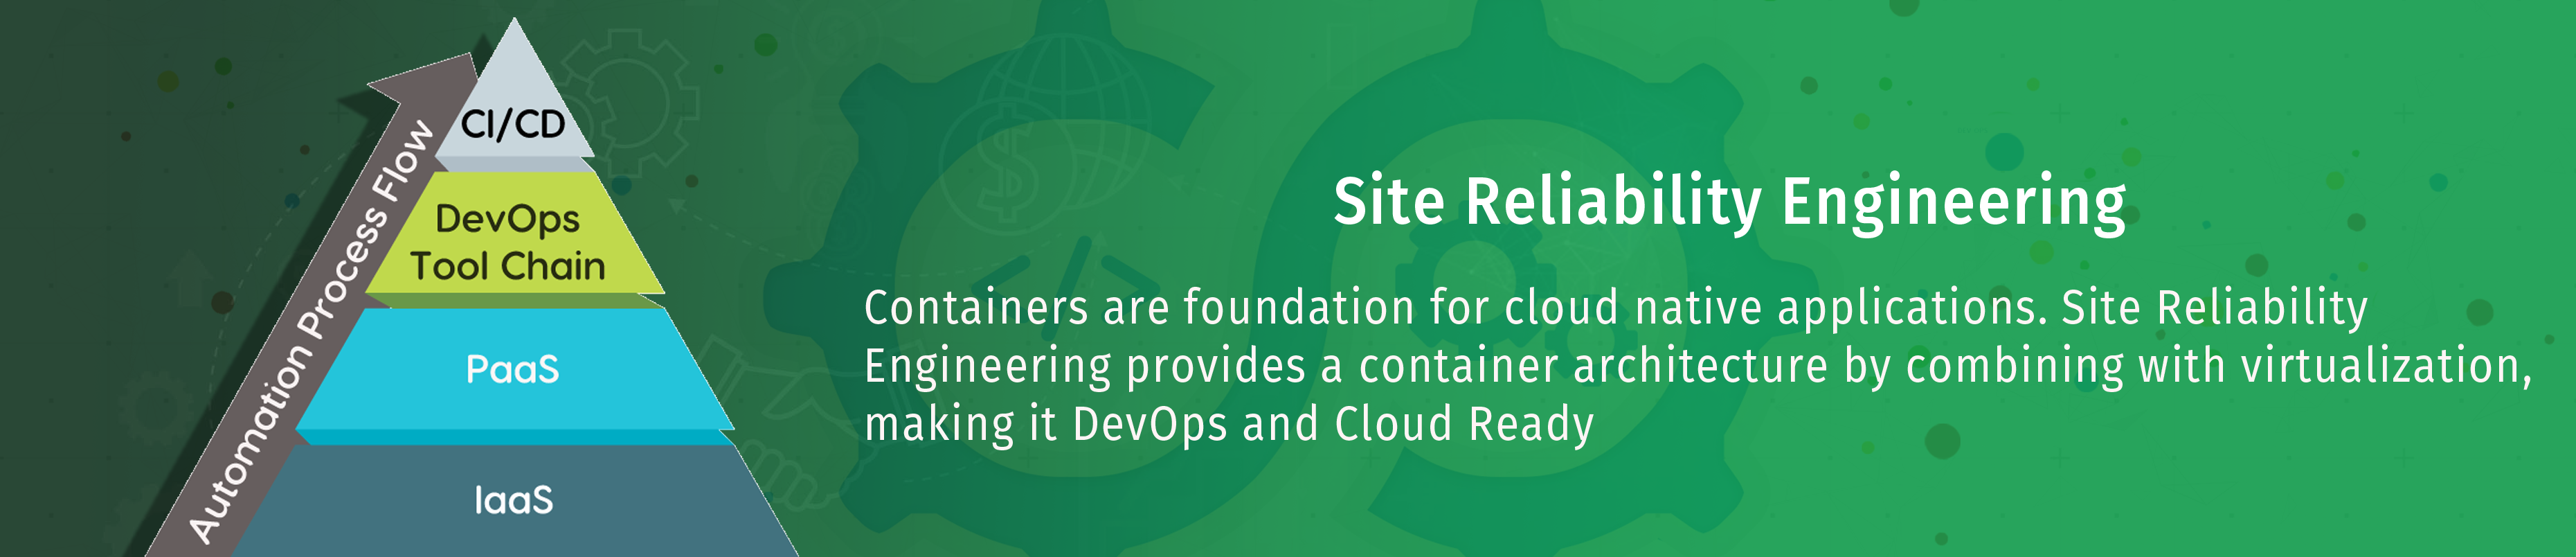 CI/CD
DevOps
Tool Chain
PaaS
IaaS
Automation Process Flow
Site Reliability Engineering
Containers are foundation for cloud native applications. Site Reliability
Engineering provides a container architecture by combining with virtualization,
making it DevOps and Cloud Ready